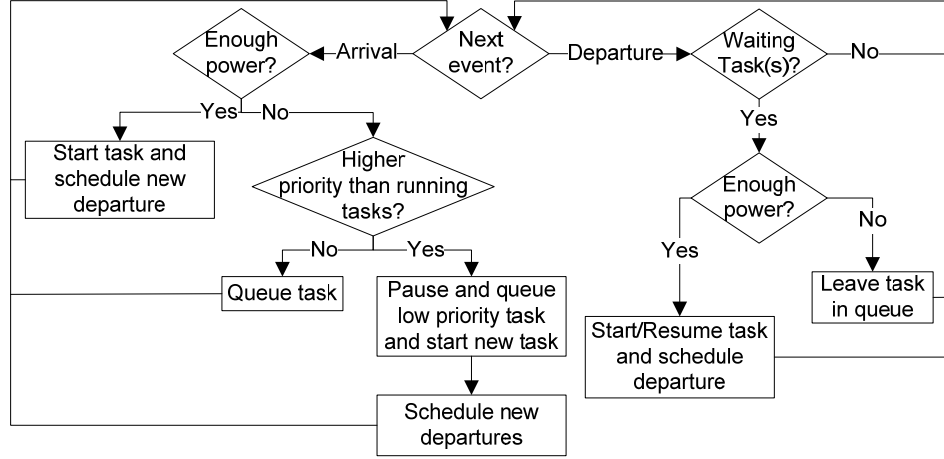 Enough
power?
Arrival
Next
event?
Departure
Waiting
Task(s)?
No
Yes
No
Yes
Start task and
schedule new
departure
Higher
priority than running
tasks?
Enough
power?
No
Yes
No
Yes
Queue task
Pause and queue
low priority task
and start new task
Leave task
in queue
Start/Resume task
and schedule
departure
Schedule new
departures